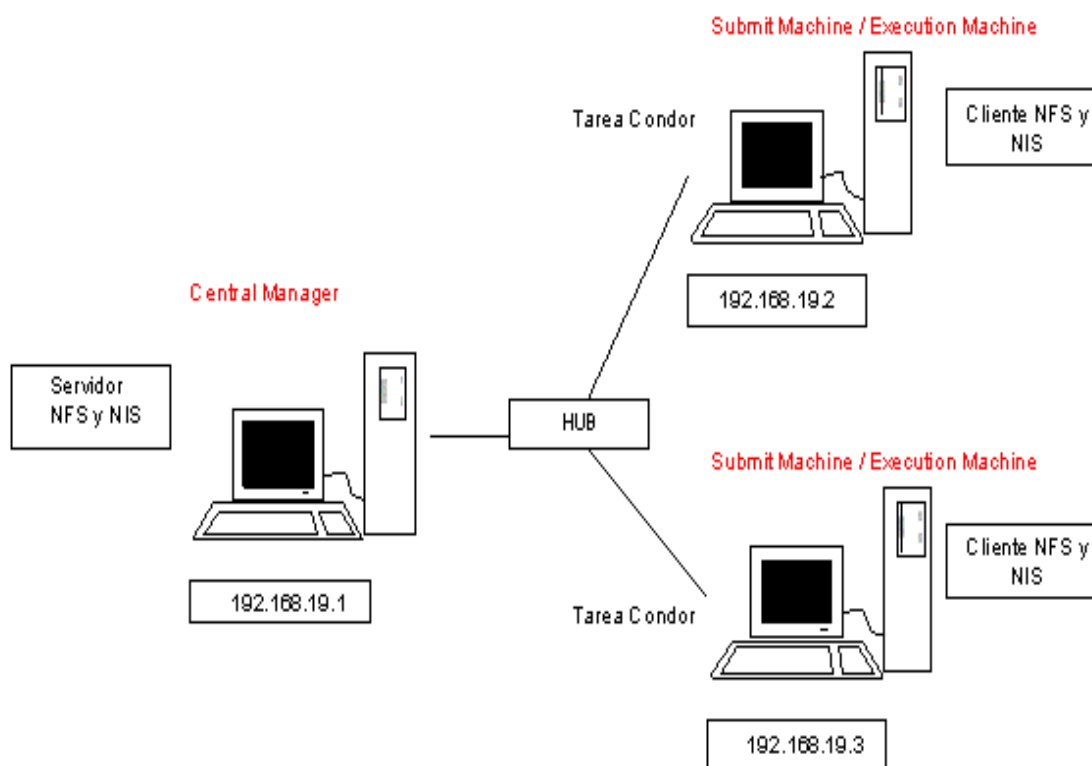 Submit Machine / Execution Machine
Tarea Condor
Cliente NFS y
NIS
192.168.19.2
Central Manager
Servidor
NFS y NIS
HUB
192.168.19.1
Submit Machine / Execution Machine
Cliente NFS y
NIS
Tarea Condor
192.168.19.3